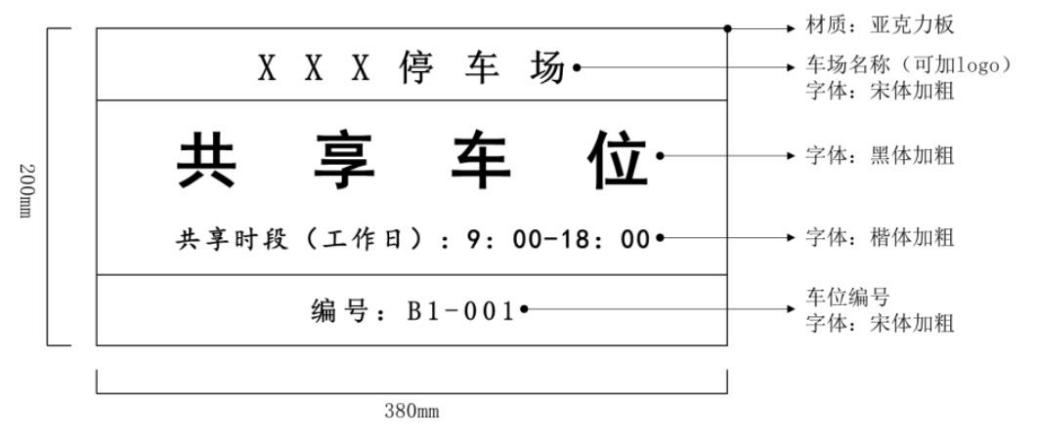 材质：亚克力板
XXX停车场
车场名称（可加logo）
字体：宋体加粗
共享车位
字体：黑体加粗
共享时段（工作日）：9：00-18：00
字体：楷体加粗
编号：B1-001
车位编号
字体：宋体加粗
200mm
380mm